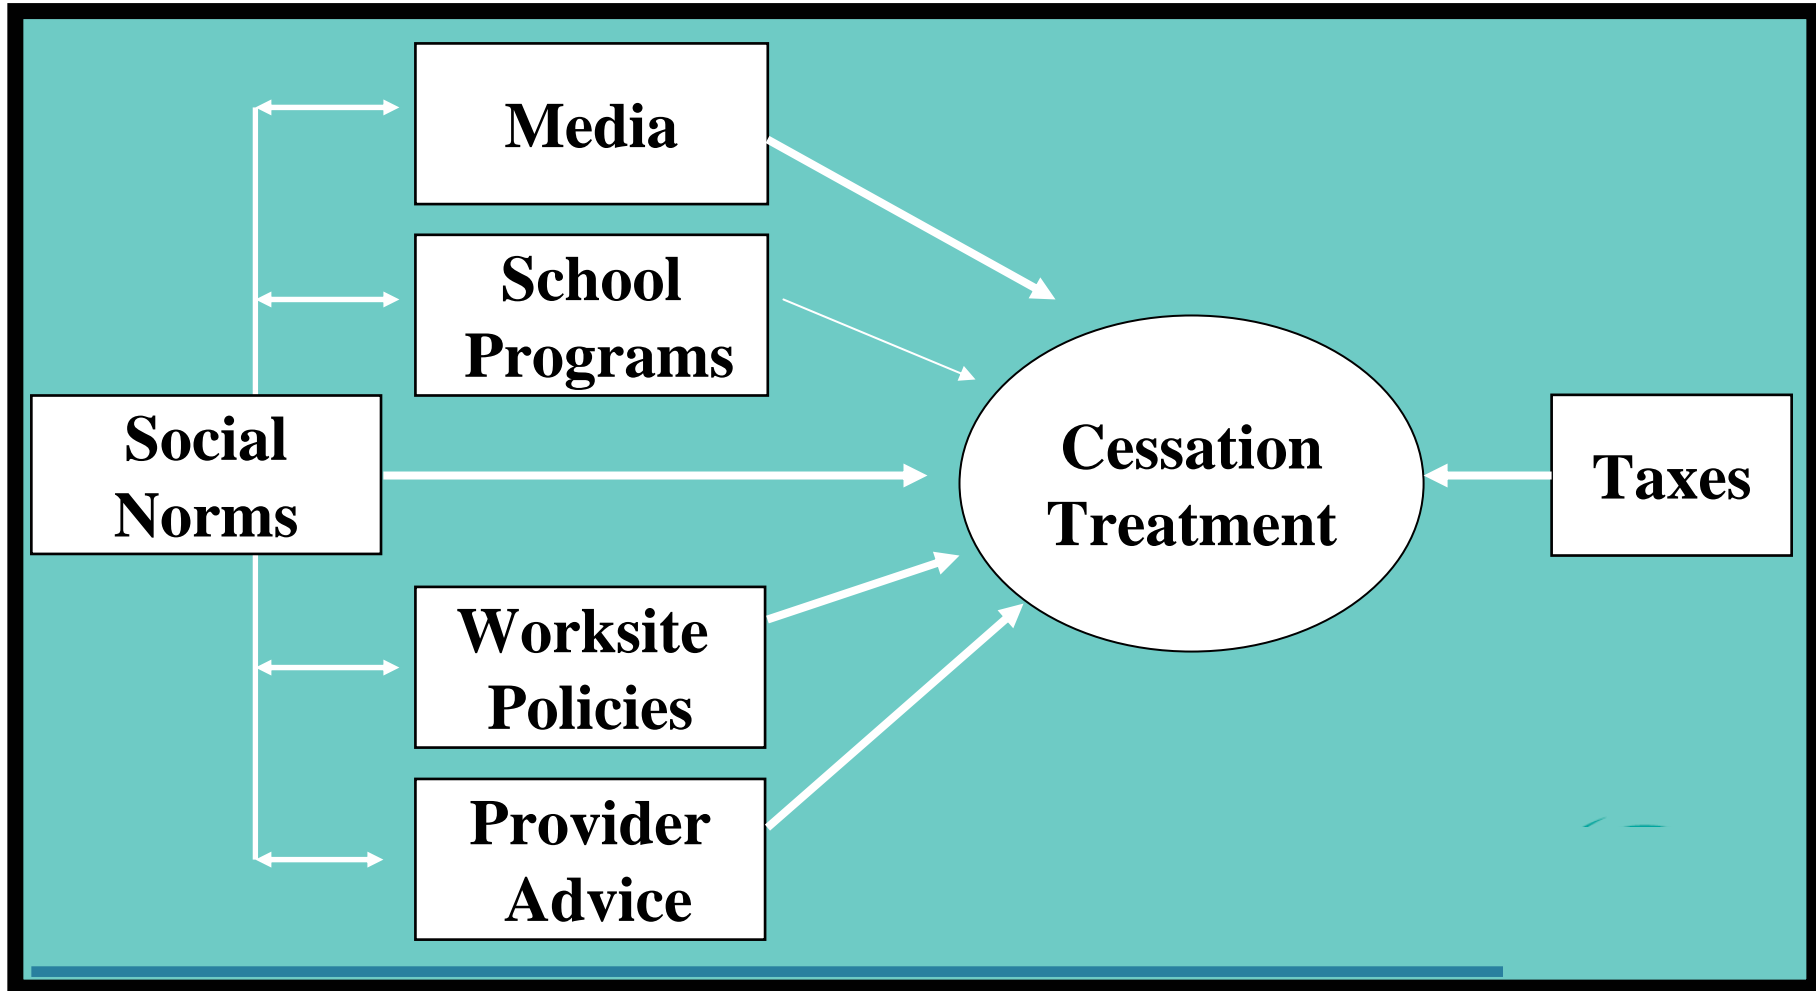 Media
School
Programs
Social
Norms
Cessation
Treatment
Taxes
Worksite
Policies
Provider
Advice